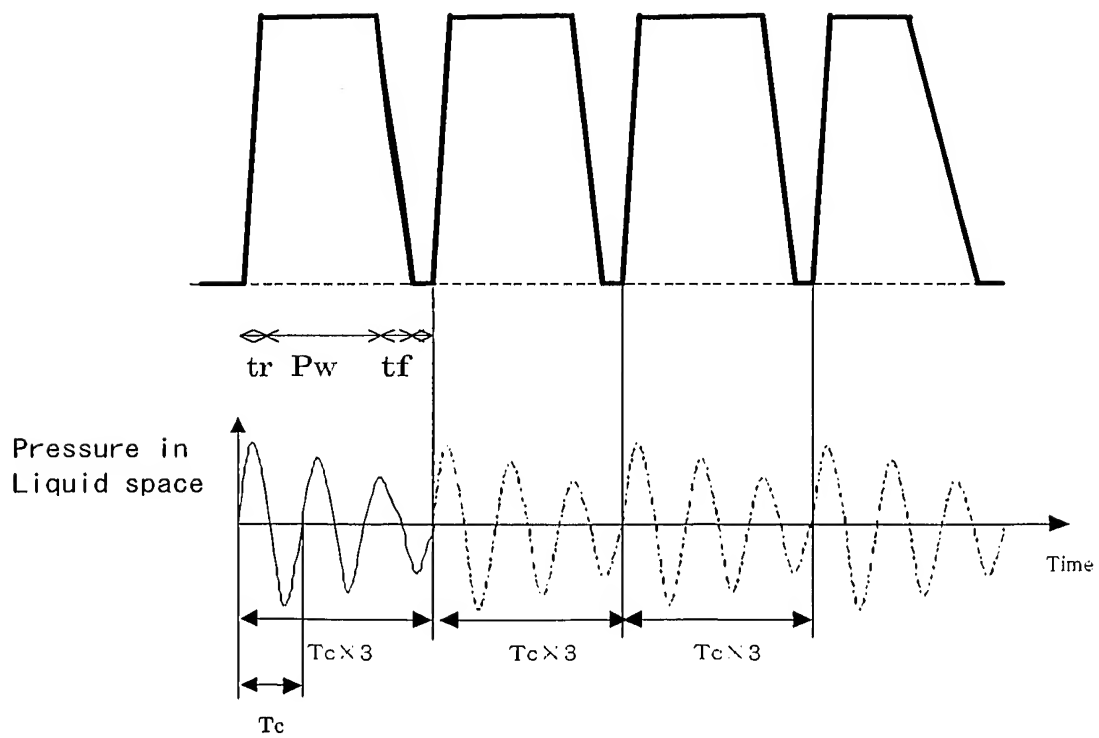 tr Pw tf
Pressure in
Liquid space
Time
Tc×3 Tc×3 Tc×3
Tc